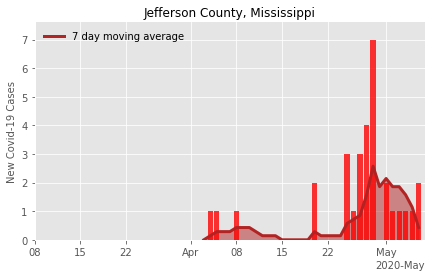 Jefferson County, Mississippi
7 day moving average
New Covid-19 Cases
7
6
5
4
3
2
1
0
08 15 22 Apr 08 15 22 May
2020-May